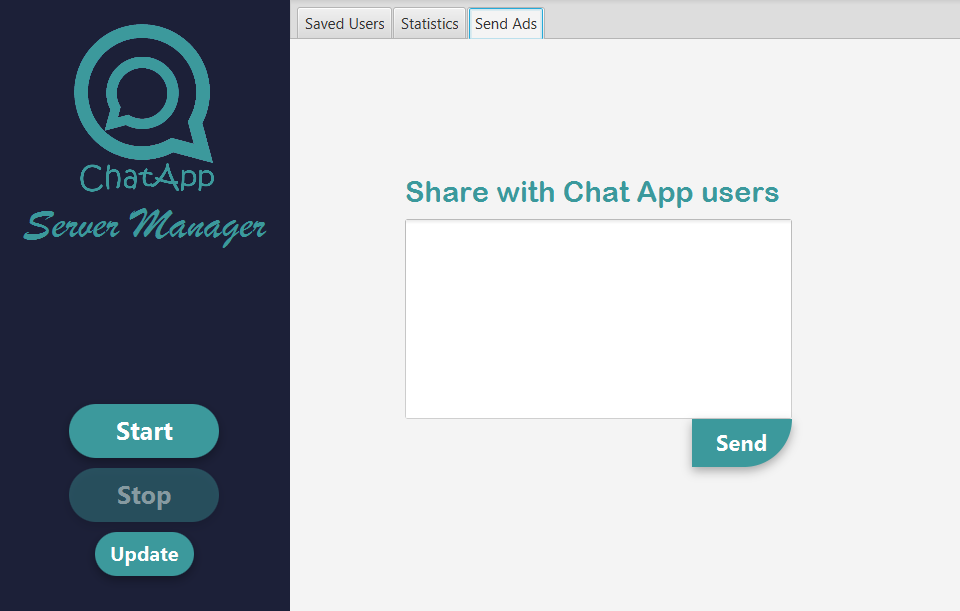 ChatApp
Server Manager
Start
Stop
Update
Saved Users
Statistics
Send Ads
Share with Chat App users
Send